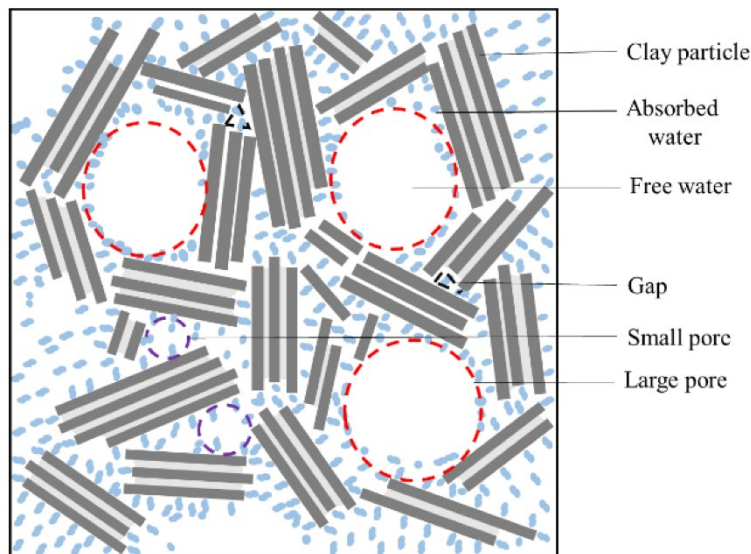 Clay particle
Absorbed
water
Free water
Gap
Small pore
Large pore